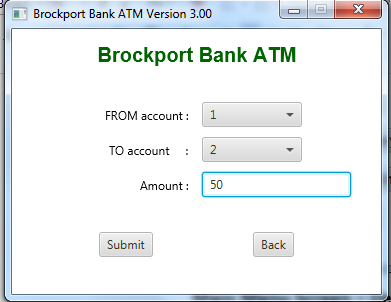 Brockport Bank ATM Version 3.00
Brockport Bank ATM
FROM account : 1
TO account : 2
Amount : 50
Submit Back